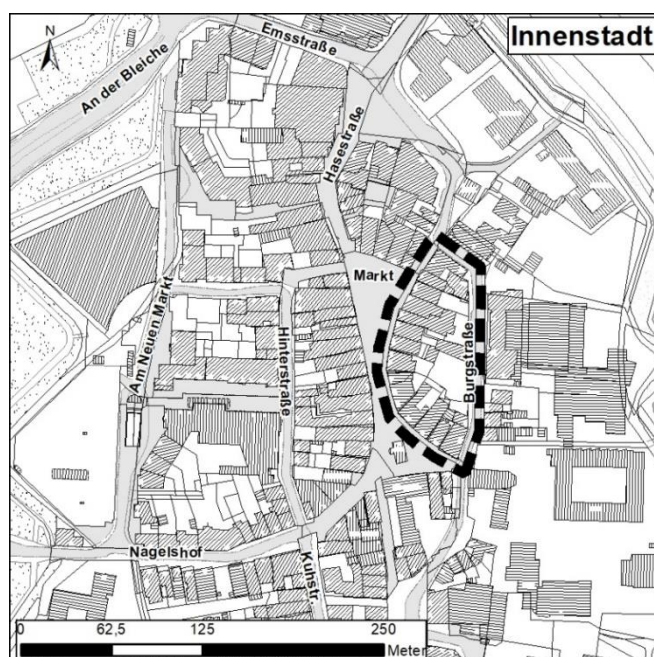 Innenstadt
N
Emsstraße
An der Bleiche
Hasestraße
Markt
Am Neuen Markt
Hinterstraße
Burgstraße
Nagelshof
Kuhstr.
0 62,5 125 250
Meter